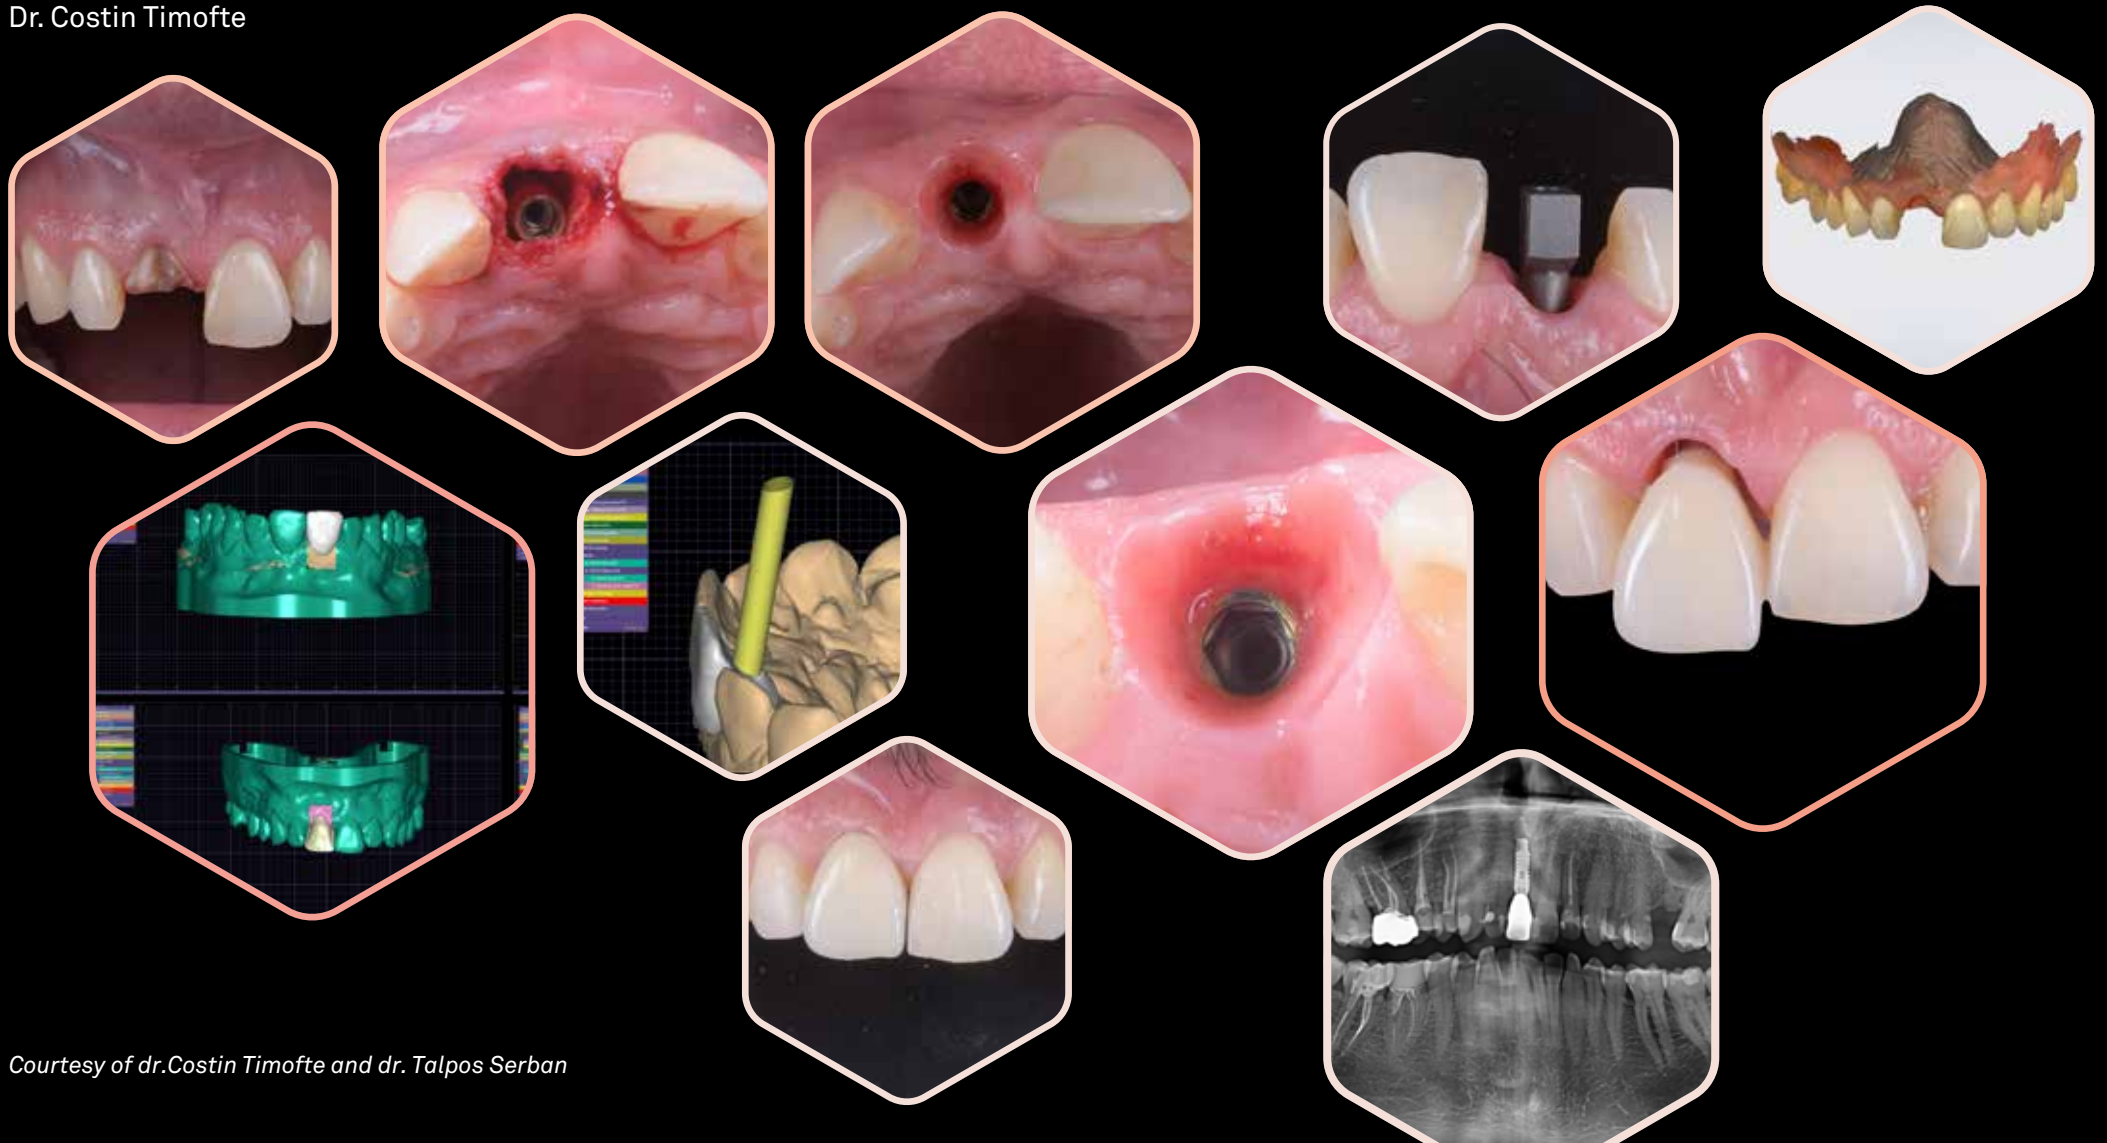 Dr. Costin Timofte
Courtesy of dr.Costin Timofte and dr. Talpos Serban